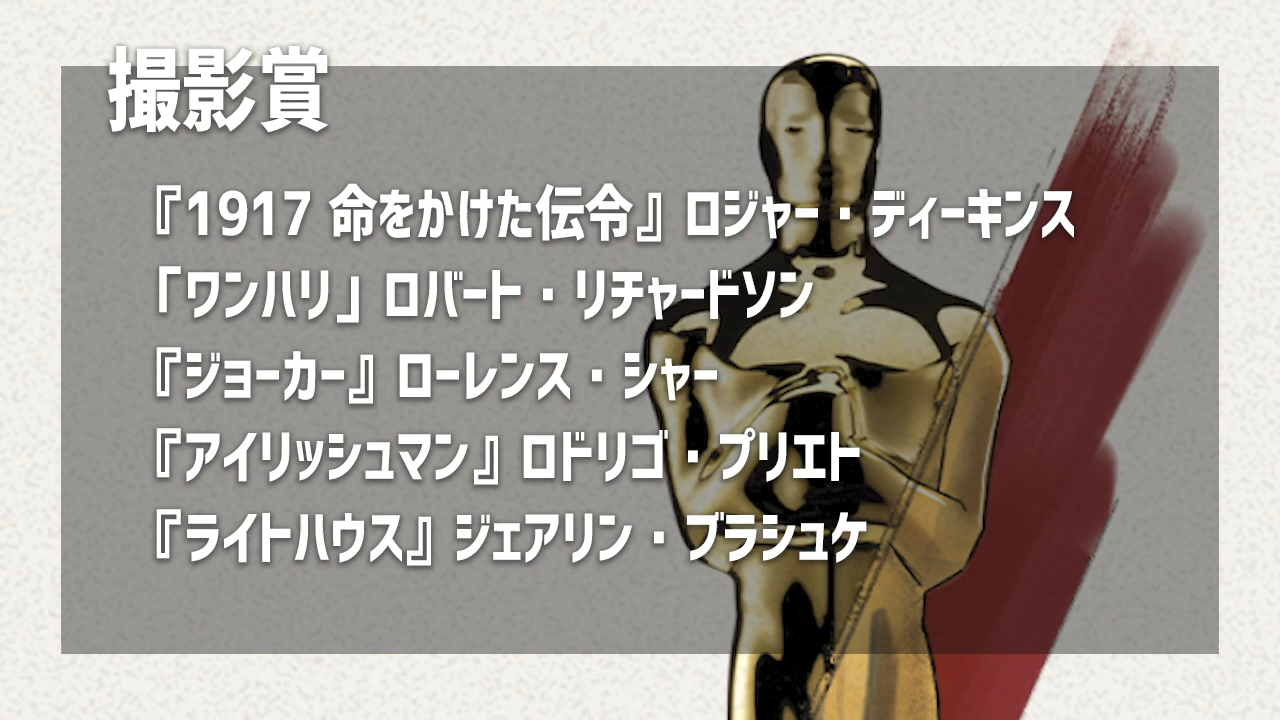 撮影賞
『1917 命をかけた伝令』ロジャー・ディーキンス
「ワンハリ」ロバート・リチャードソン
『ジョーカー』ローレンス・シャー
『アイリッシュマン』ロドリゴ・プリエト
『ライトハウス』ジェアリン・ブラシュケ